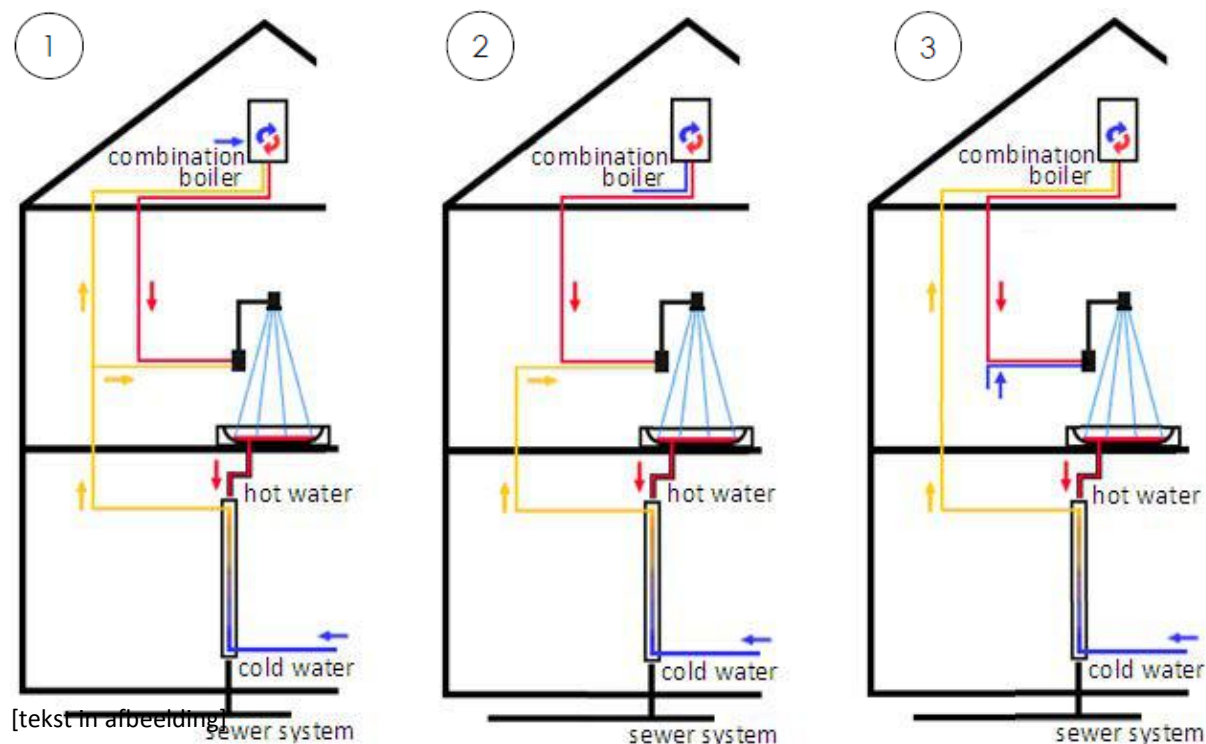 1
2
3
combination
boiler
hot water
cold water
[tekst in afbeelding]
sewer system
combination
boiler
hot water
cold water
sewer system
combination
boiler
hot water
cold water
sewer system